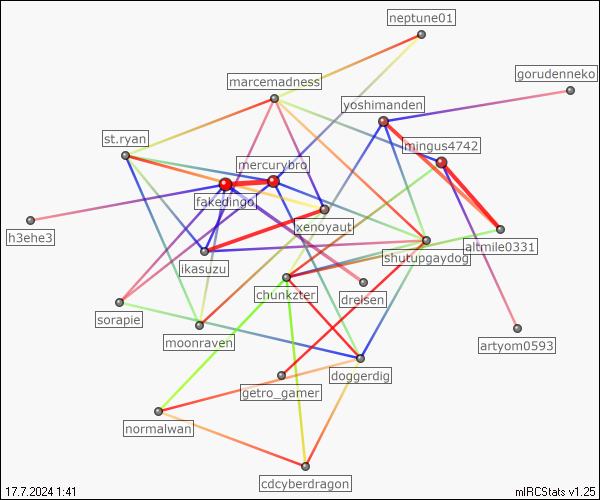 neptune01
gorudenneko
marcemadness
yoshimanden
st.ryan
mingus4742
mercurybro
fakedingo
xenoyaut
h3ehe3
altmile0331
shutupgaydog
ikasuzu
chunkzter
dreisen
sorapie
moonraven
artyom0593
doggerdig
getro_gamer
normalwan
cdcyberdragon
17.7.2024 1:41
mIRCStats v1.25